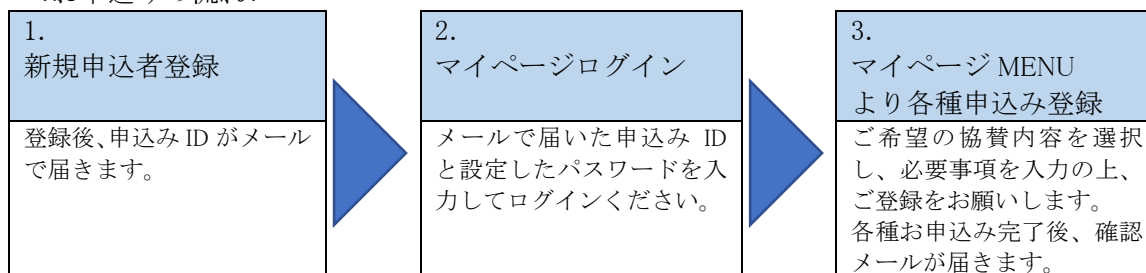 1.
新規申込者登録
登録後、申込み ID がメール
で届きます。
2.
マイページログイン
メールで届いた申込み ID
と設定したパスワードを入
力してログインください。
3.
マイページ MENU
より各種申込み登録
ご希望の協賛内容を選択
し、必要事項を入力の上、
ご登録をお願いします。
各種お申込み完了後、確認
メールが届きます。